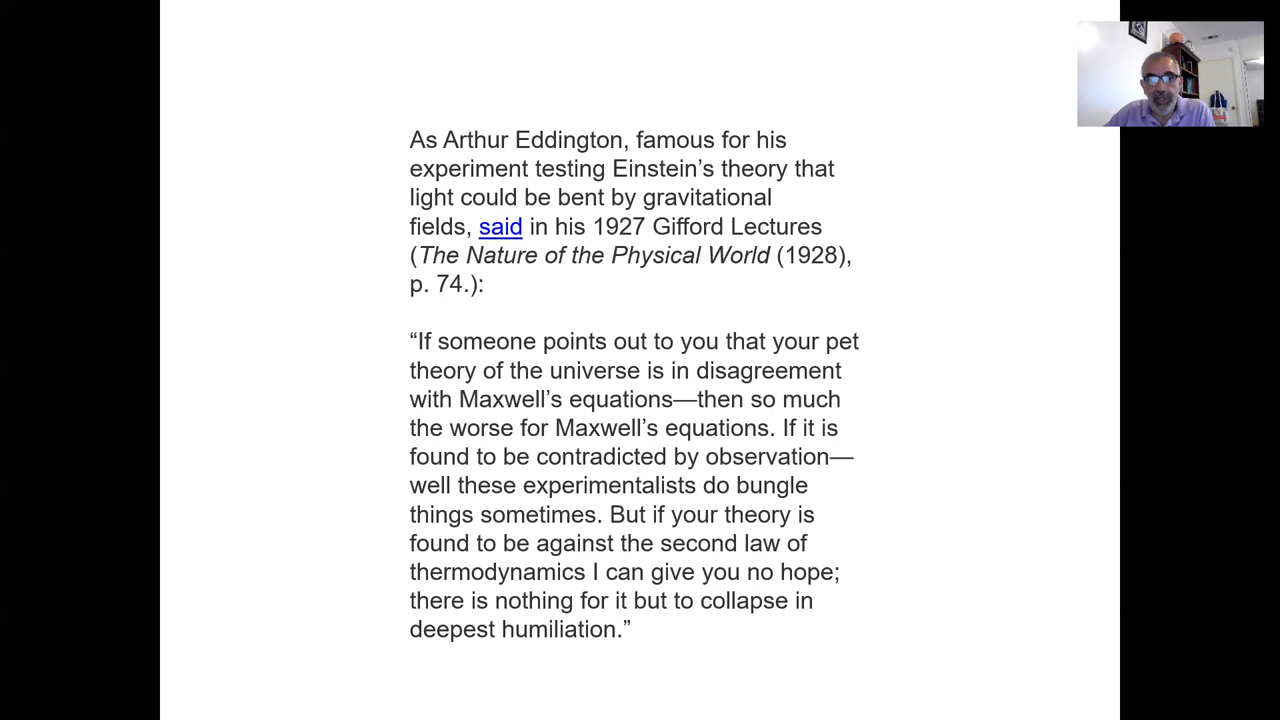 As Arthur Eddington, famous for his
experiment testing Einstein’s theory that
light could be bent by gravitational
fields, said in his 1927 Gifford Lectures
(The Nature of the Physical World (1928),
p. 74.):
“If someone points out to you that your pet
theory of the universe is in disagreement
with Maxwell’s equations—then so much
the worse for Maxwell’s equations. If it is
found to be contradicted by observation—
well these experimentalists do bungle
things sometimes. But if your theory is
found to be against the second law of
thermodynamics I can give you no hope;
there is nothing for it but to collapse in
deepest humiliation.”